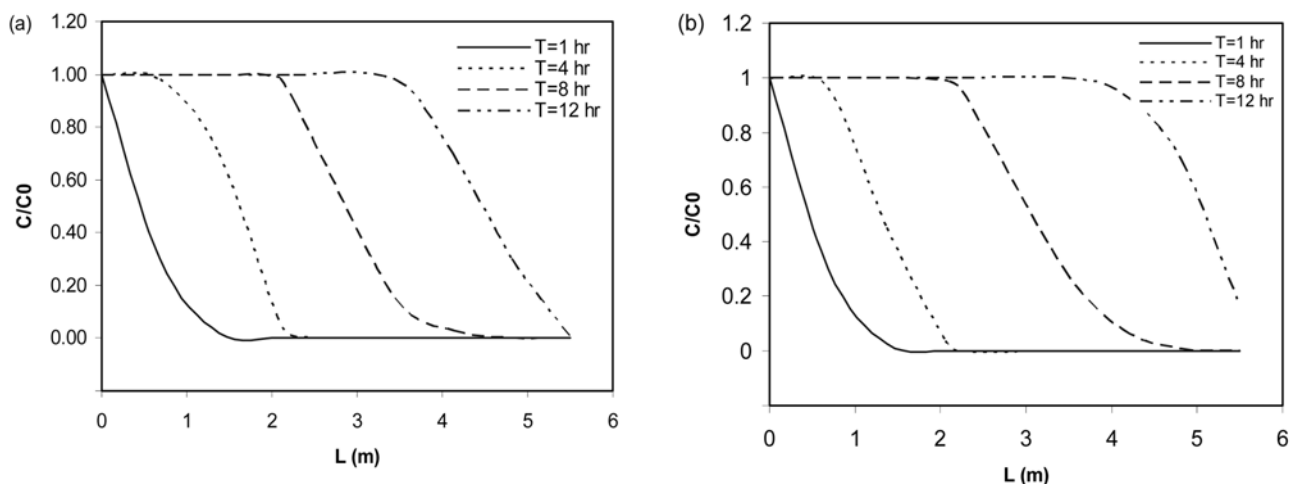 (a)
1.20
1.00
0.80
0.60
0.40
0.20
0.00
C/C0
T=1 hr
T=4 hr
T=8 hr
T=12 hr
0 1 2 3 4 5 6
L (m)
(b)
1.2
1
0.8
0.6
0.4
0.2
0
C/C0
T=1 hr
T=4 hr
T=8 hr
T=12 hr
0 1 2 3 4 5 6
L (m)